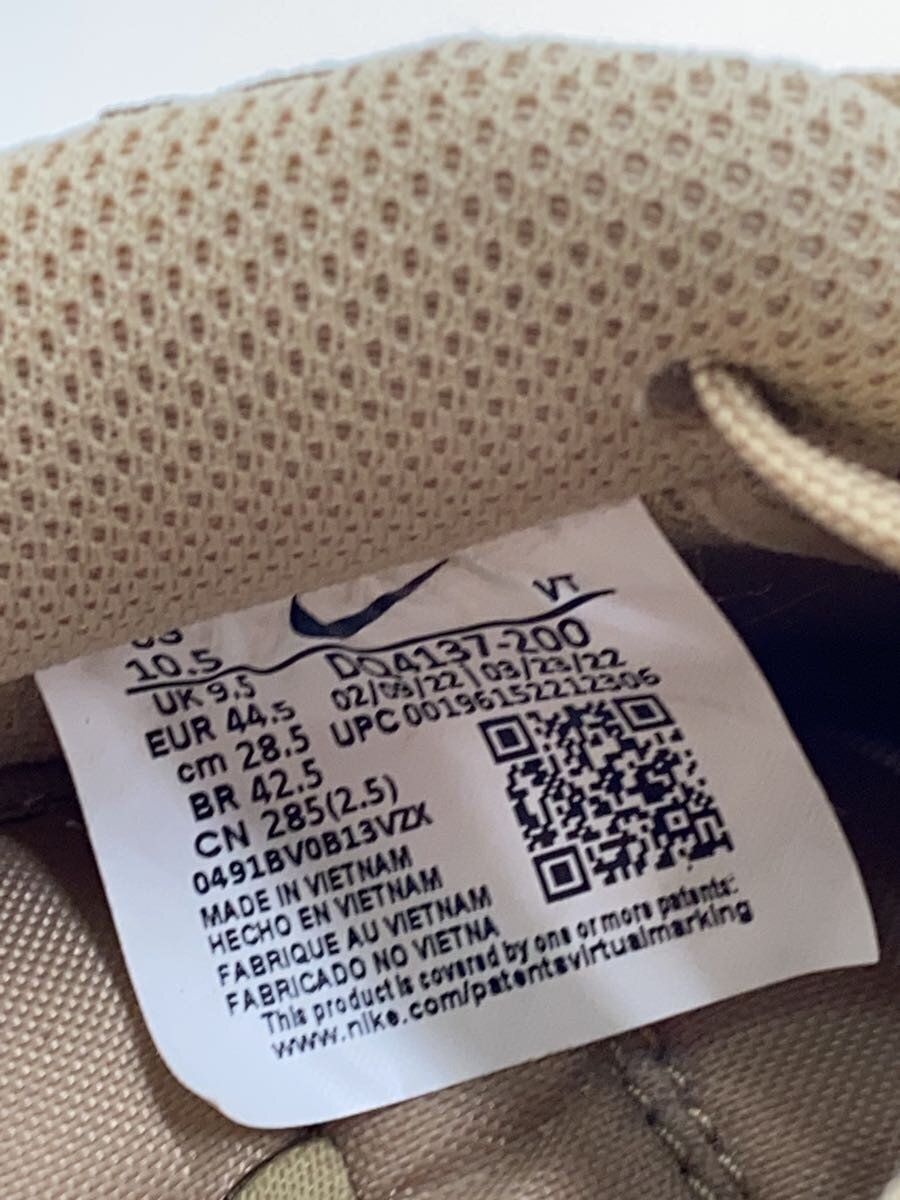 VT
10.5
DQ4137-200
UK 9.5
02/09/22 | 03/23/22
EUR 44.5
UPC 00196152212306
cm 28.5
BR 42.5
CN 285(2.5)
0491BV0B13VZX
MADE IN VIETNAM
HECHO EN VIETNAM
FABRIQUE AU VIETNAM
FABRICADO NO VIETNA
This product is covered by one or more patents:
www.nike.com/patentsvirtualmarking